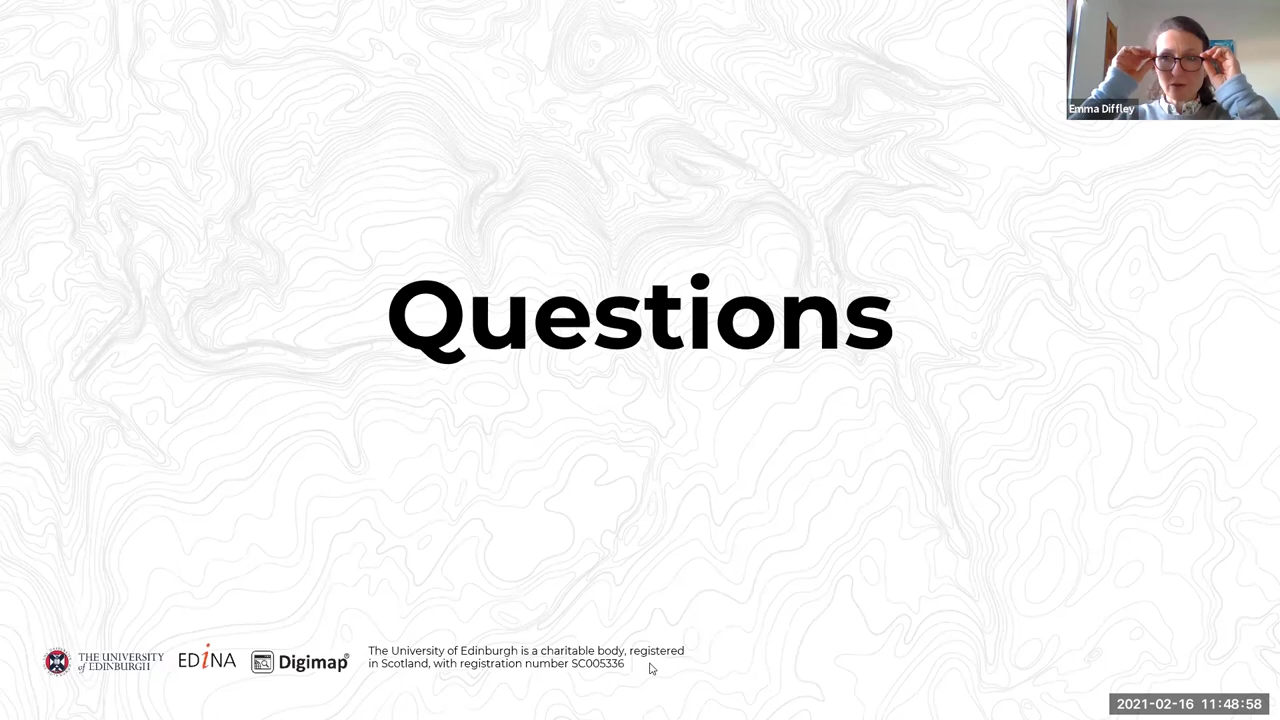 Emma Diffley
Questions
THE UNIVERSITY
of EDINBURGH
EDiNA
Digimap®
The University of Edinburgh is a charitable body, registered
in Scotland, with registration number SC005336
2021-02-16 11:48:58